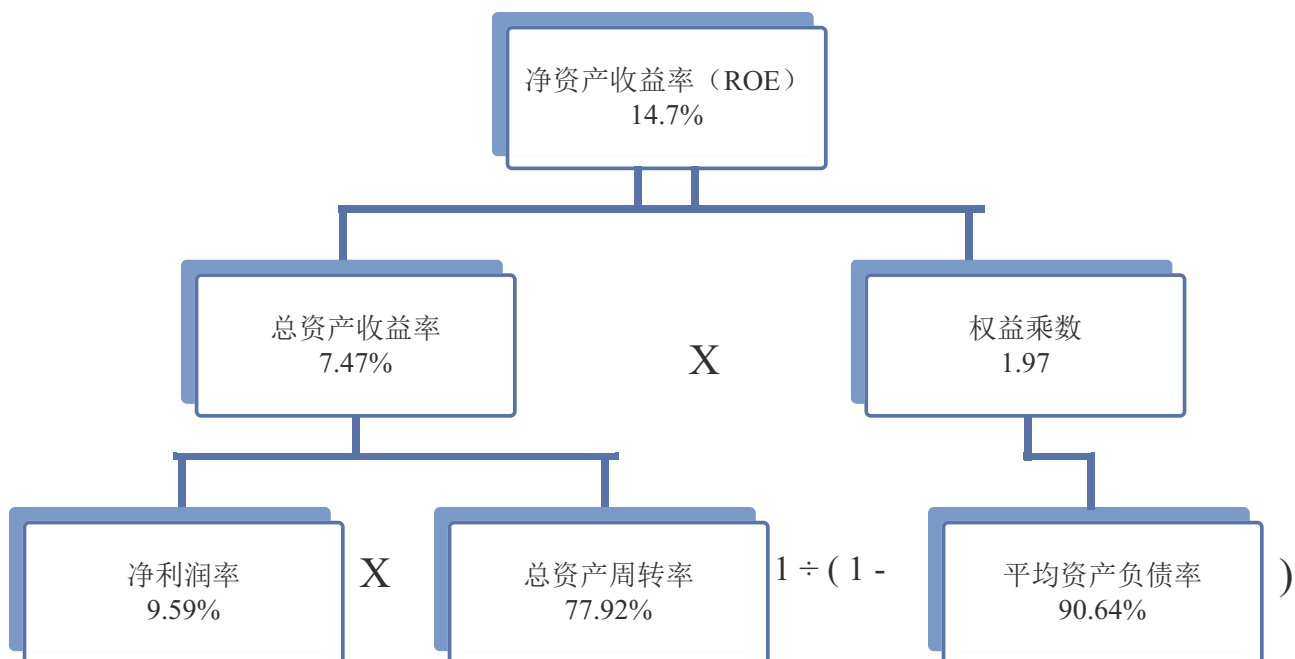 净资产收益率（ROE）
14.7%
总资产收益率
7.47%
X
权益乘数
1.97
净利润率
9.59%
X
总资产周转率
77.92%
1 ÷ ( 1 -
平均资产负债率
90.64%
)